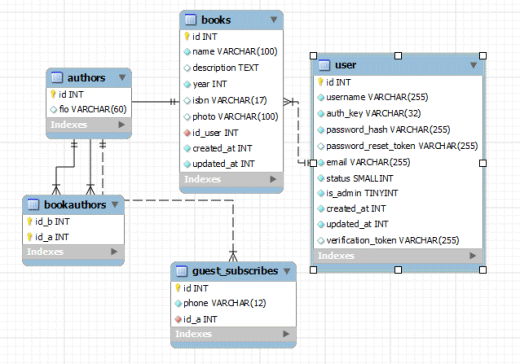 books
id INT
name VARCHAR(100)
description TEXT
year INT
isbn VARCHAR(17)
photo VARCHAR(100)
id_user INT
created_at INT
updated_at INT
Indexes
authors
id INT
fio VARCHAR(60)
Indexes
user
id INT
username VARCHAR(255)
auth_key VARCHAR(32)
password_hash VARCHAR(255)
password_reset_token VARCHAR(255)
email VARCHAR(255)
status SMALLINT
is_admin TINYINT
created_at INT
updated_at INT
verification_token VARCHAR(255)
Indexes
bookauthors
id_b INT
id_a INT
Indexes
guest_subscribes
id INT
phone VARCHAR(12)
id_a INT
Indexes